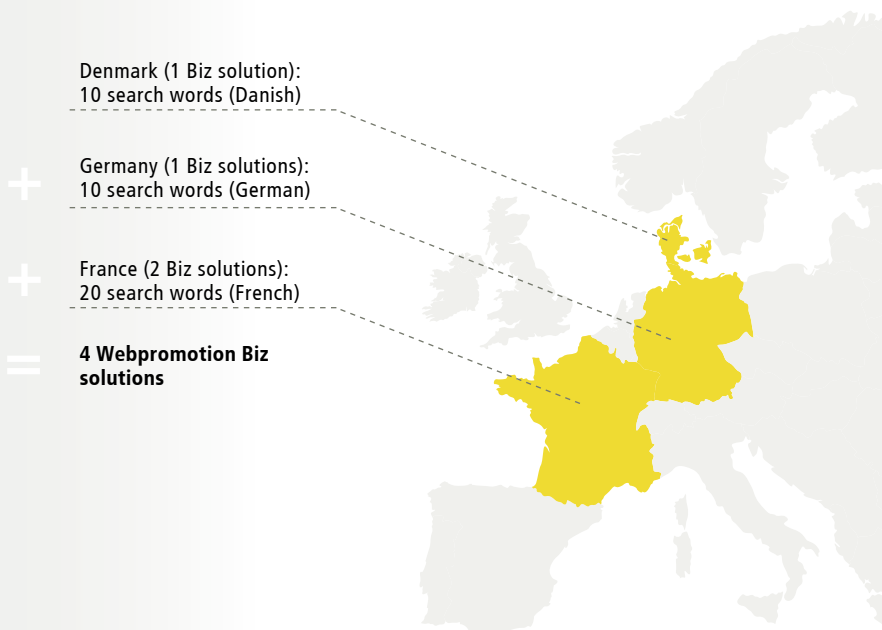 Denmark (1 Biz solution):
10 search words (Danish)
+
Germany (1 Biz solutions):
10 search words (German)
+
France (2 Biz solutions):
20 search words (French)
=
4 Webpromotion Biz
solutions